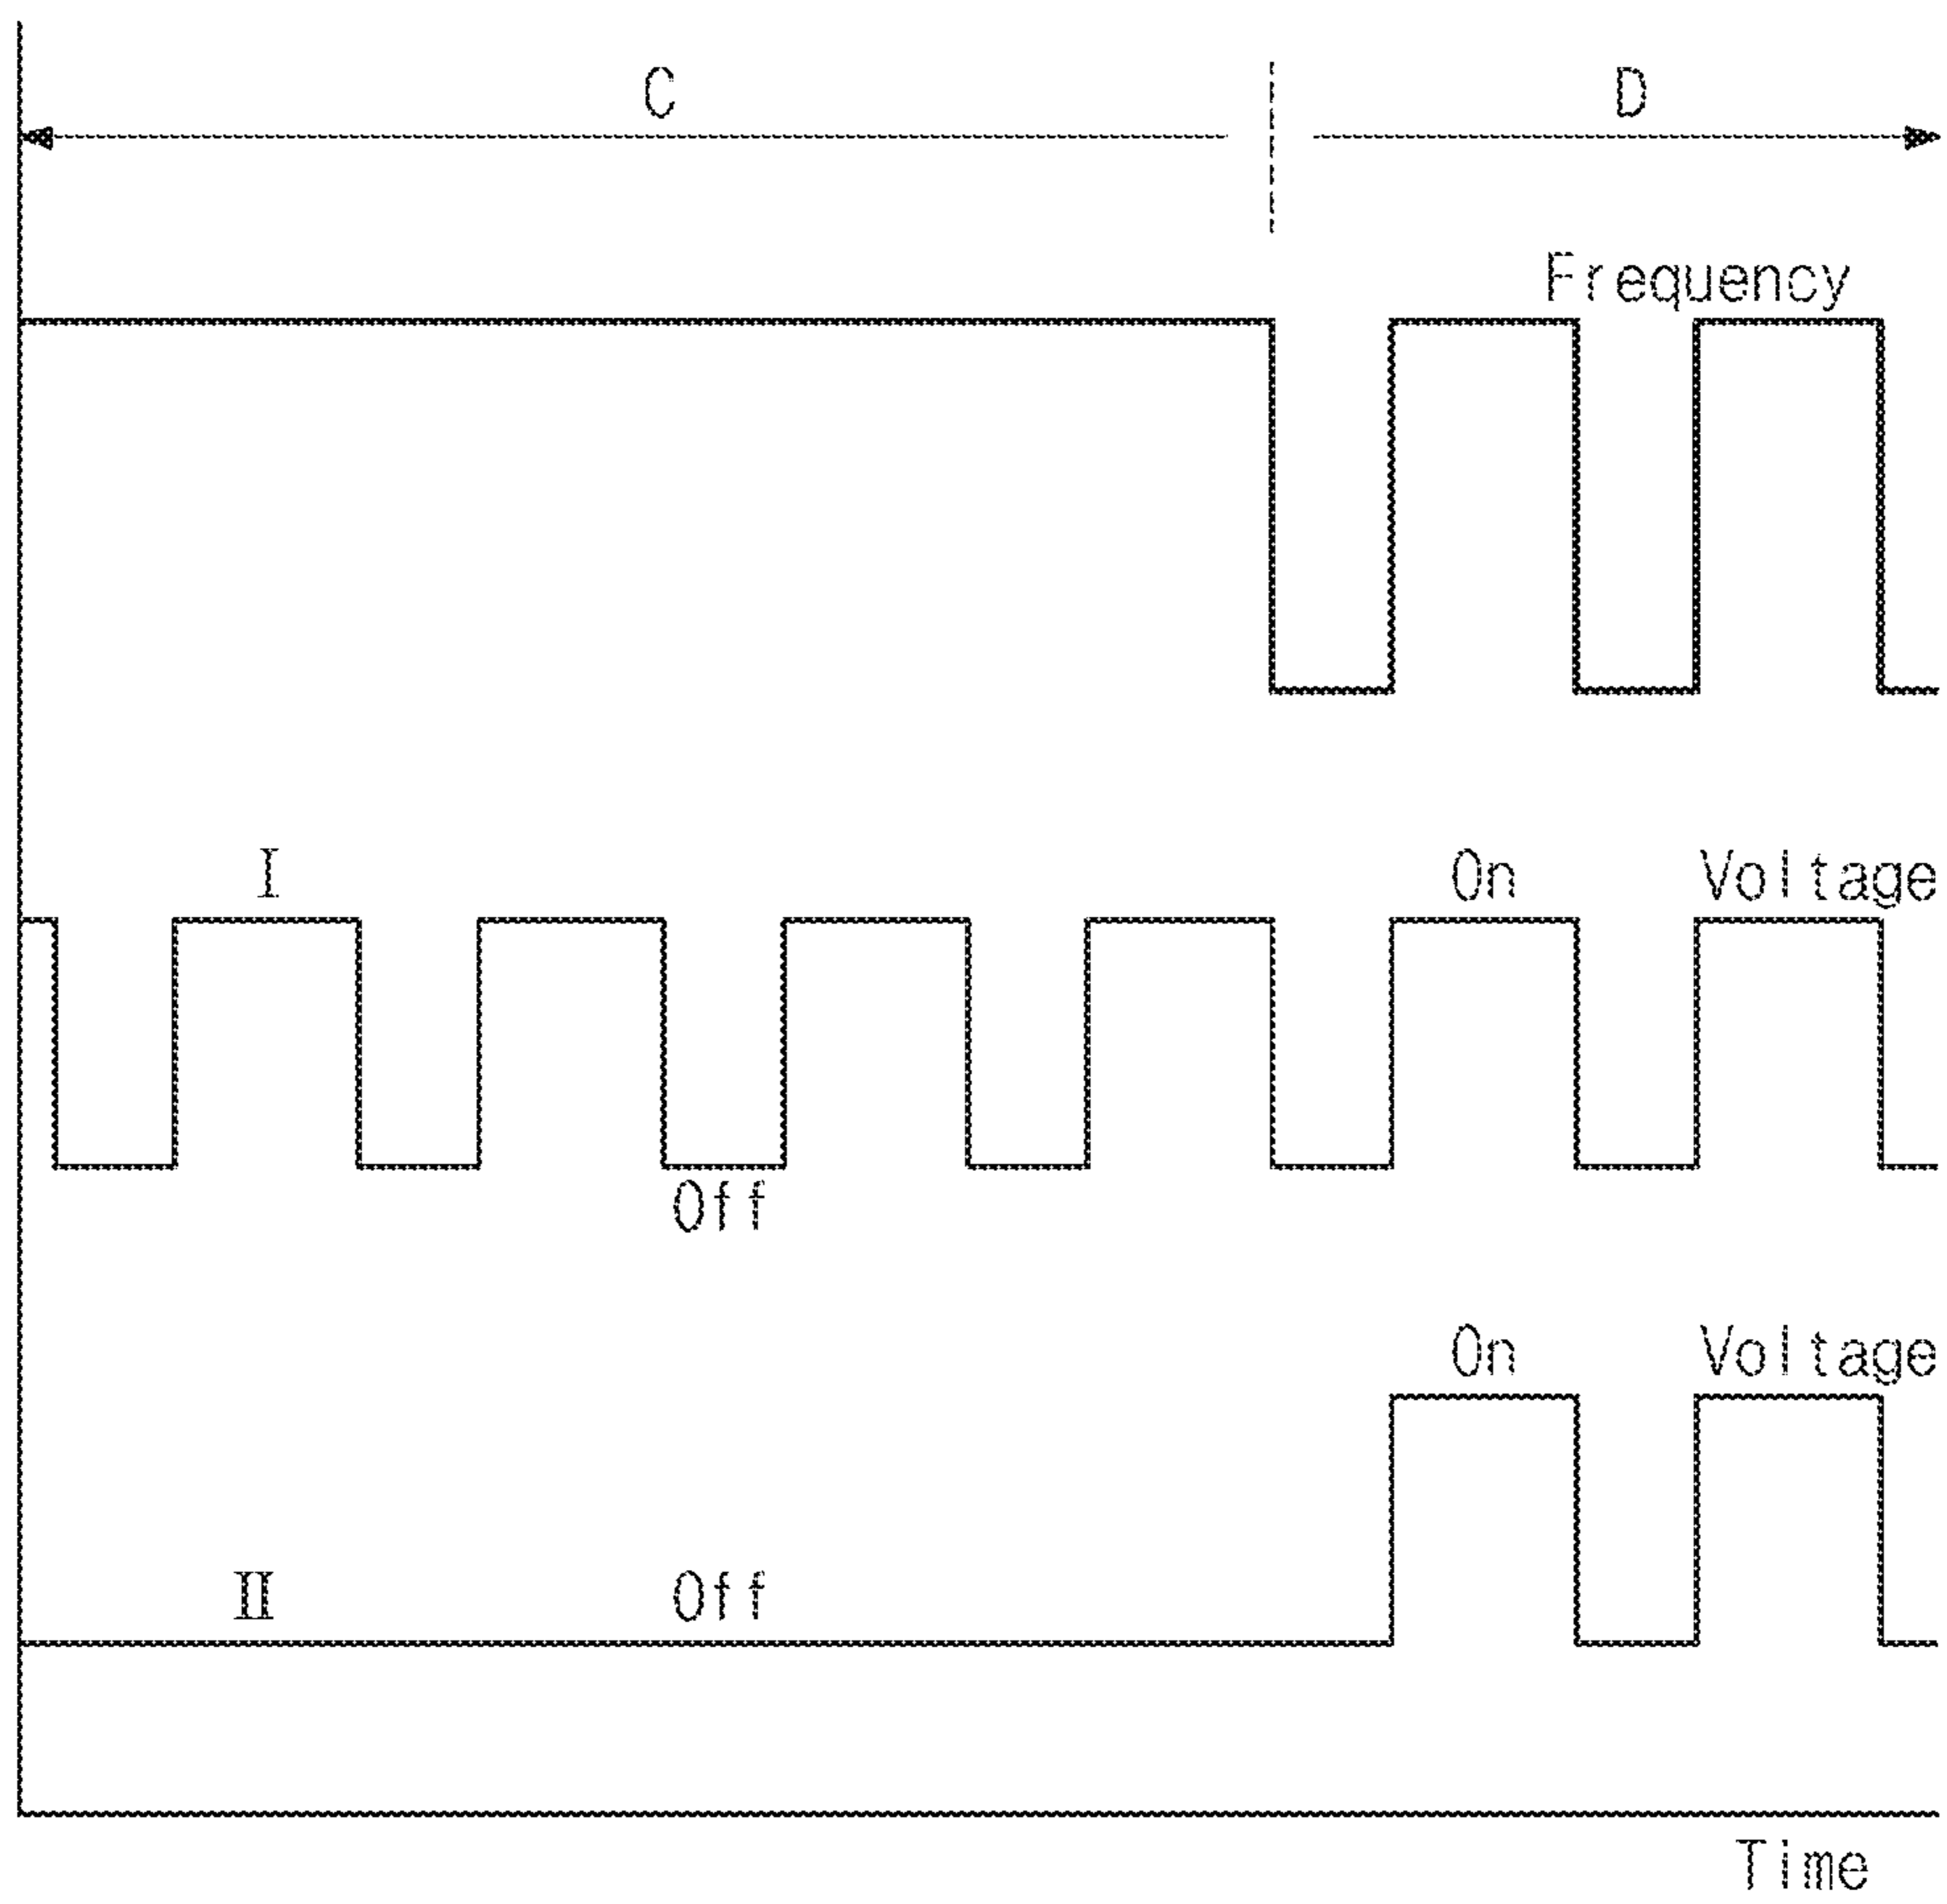 C D
Frequency
I On Voltage
Off
On Voltage
II Off
Time